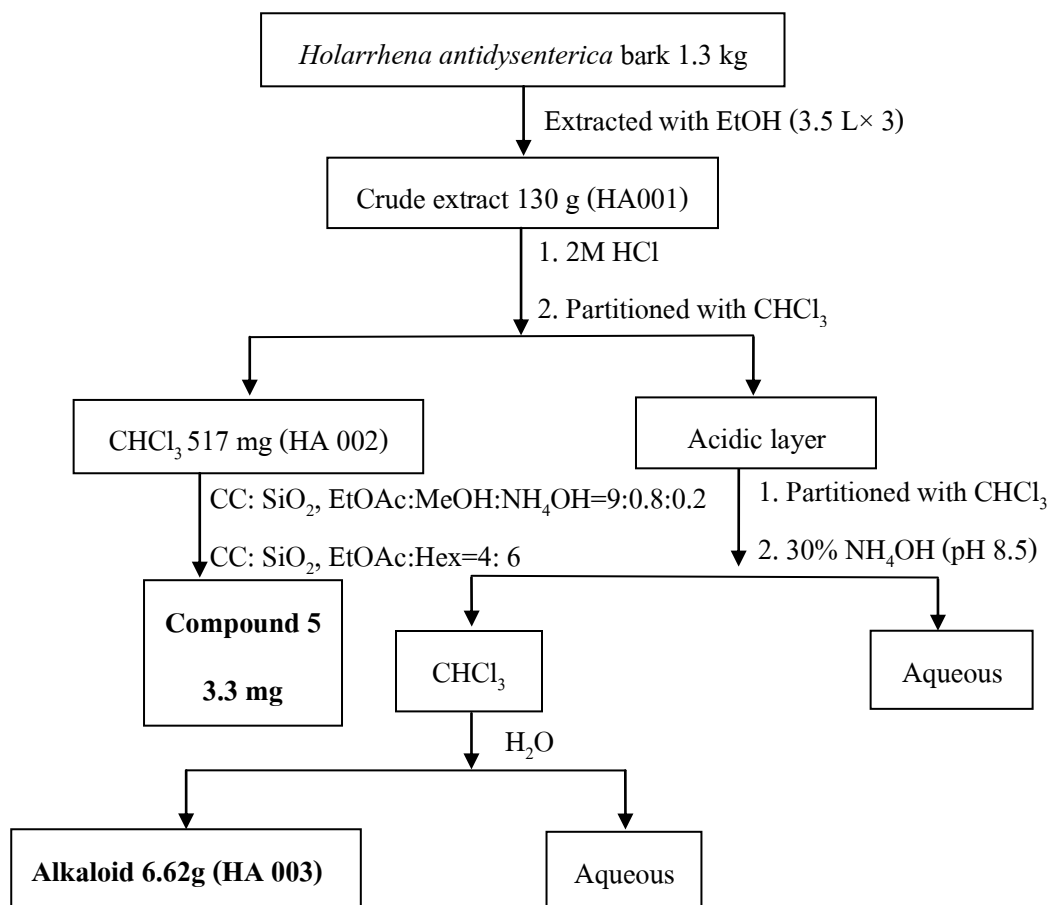 Holarrhena antidysenterica bark 1.3 kg
Extracted with EtOH (3.5 L× 3)
Crude extract 130 g (HA001)
1. 2M HCl
2. Partitioned with CHCl₃
CHCl₃ 517 mg (HA 002)
Acidic layer
CC: SiO₂, EtOAc:MeOH:NH₄OH=9:0.8:0.2
1. Partitioned with CHCl₃
CC: SiO₂, EtOAc:Hex=4: 6
2. 30% NH₄OH (pH 8.5)
Compound 5
3.3 mg
CHCl₃
Aqueous
H₂O
Alkaloid 6.62g (HA 003)
Aqueous